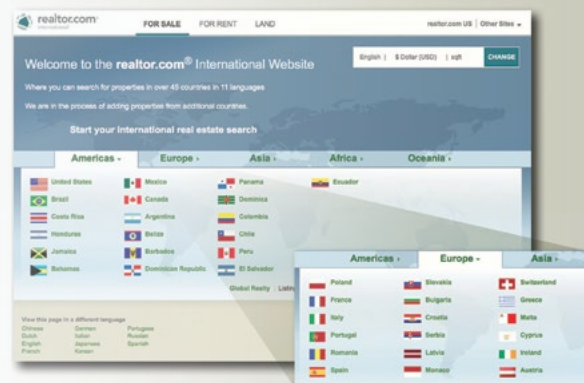 realtor.com®
international
FOR SALE FOR RENT LAND
realtor.com US | Other Sites
Welcome to the realtor.com® International Website
English | $ Dollar (USD) | sqft CHANGE
Where you can search for properties in over 45 countries in 11 languages
We are in the process of adding properties from additional countries.
Start your international real estate search
Americas Europe Asia Africa Oceania
United States Mexico Panama Ecuador
Brazil Canada Dominica
Costa Rica Argentina Colombia
Honduras Belize Chile
Jamaica Barbados Peru
Bahamas Dominican Republic El Salvador
Global Realty
View this page in a different language
Chinese German Portugese
Dutch Italian Russian
English Japanese Spanish
French Korean
Americas Europe Asia
Poland Slovakia Switzerland
France Bulgaria Greece
Italy Croatia Malta
Portugal Serbia Cyprus
Romania Latvia Ireland
Spain Monaco Austria